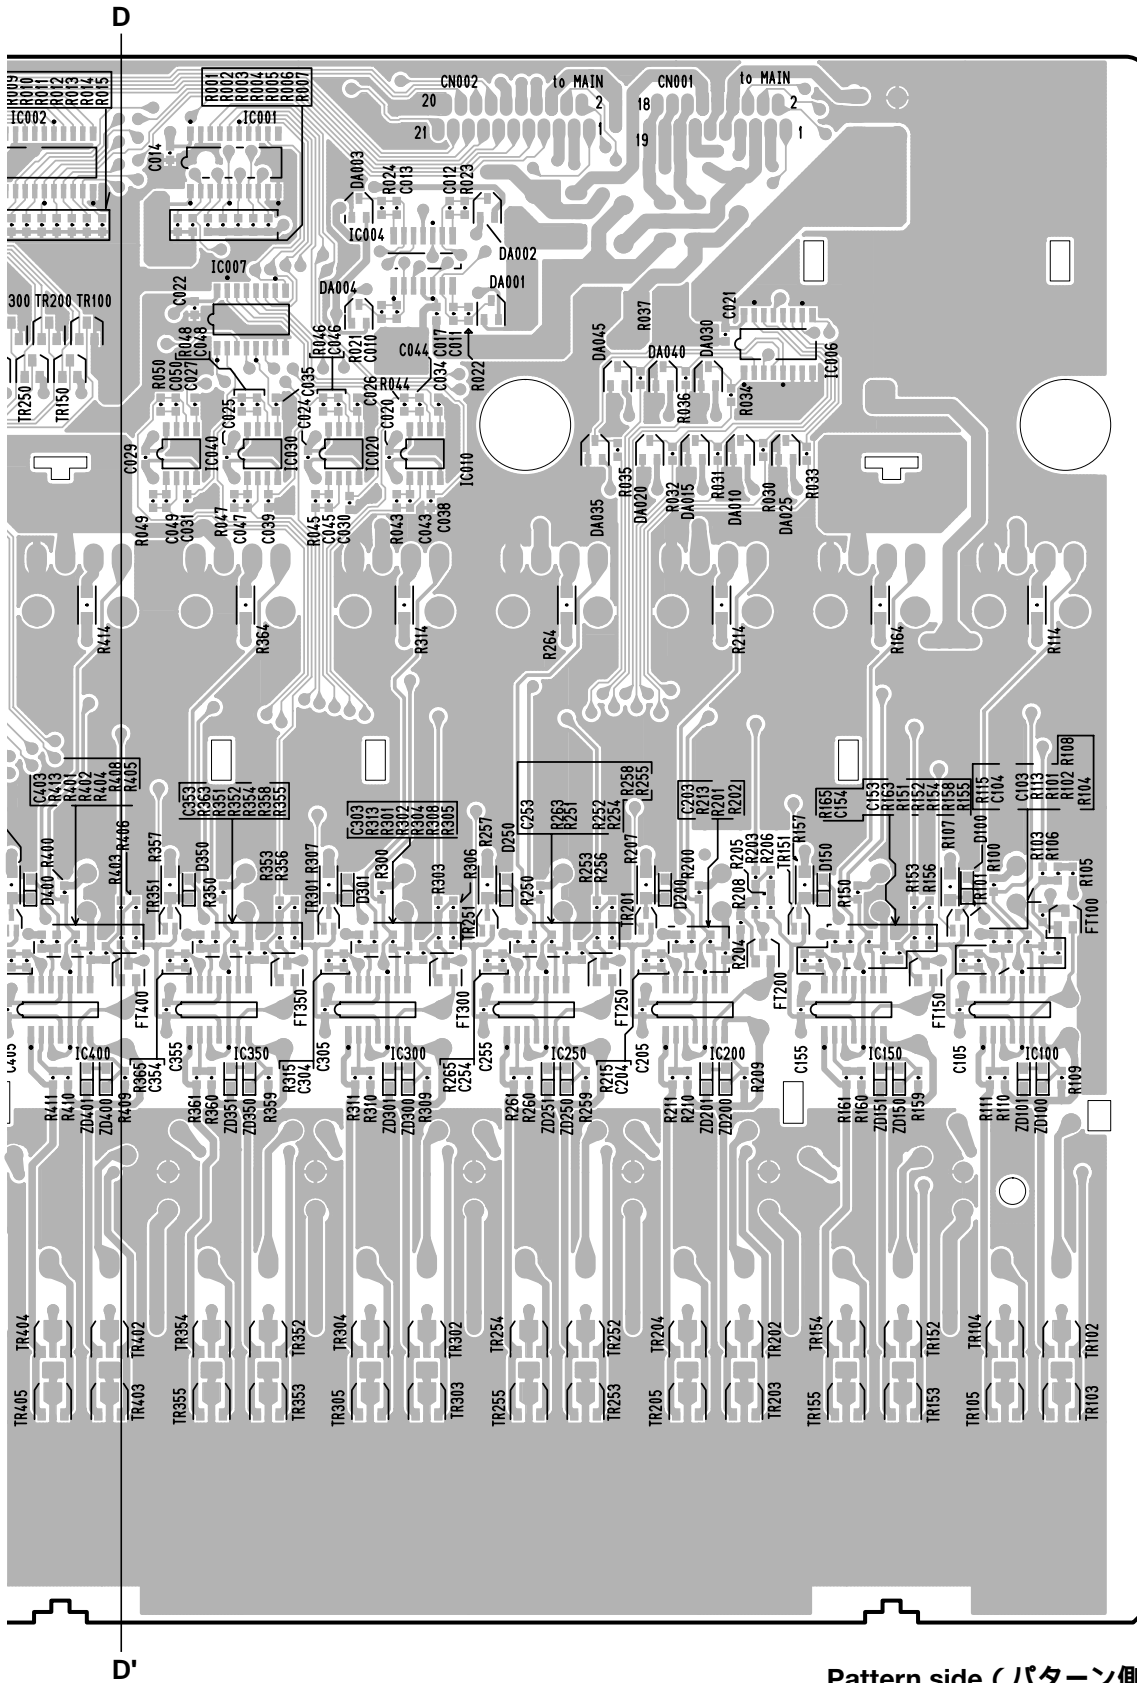 D
R009
R010
R011
R012
R013
R014
R015
IC002
R001
R002
R003
R004
R005
R006
R007
IC001
C014
CN002
to MAIN
CN001
to MAIN
20
2
18
2
21
1
19
1
DA003
R024
C013
C012
R023
IC004
DA002
IC007
DA004
DA001
C022
300 TR200 TR100
R048
C048
R046
C046
R021
C010
C044
C017
C011
R022
R037
C021
DA045
DA040
DA030
IC006
TR250
TR150
R050
C050
C027
C025
C035
C024
C026
R044
C020
C034
R036
R034
C029
IC040
IC030
IC020
IC010
R049
C049
C031
R047
C047
C039
R045
C045
C030
R043
C043
C038
DA035
R035
DA020
R032
DA015
R031
DA010
R030
DA025
R033
R414
R364
R314
R264
R214
R164
R114
C403
R413
R401
R402
R404
R408
R405
C353
R363
R351
R352
R354
R358
R355
C303
R313
R301
R302
R304
R308
R305
C253
R263
R251
R252
R254
R258
R255
C203
R213
R201
R202
R165
C154
C153
R163
R151
R152
R154
R158
R155
R115
C104
C103
R113
R101
R102
R104
R108
R400
D400
R403
R406
R357
TR351
D350
R350
R353
R356
R307
TR301
D301
R300
R303
R306
R257
TR251
D250
R250
R253
R256
R207
TR201
D200
R200
R208
R205
R203
R206
R204
TR151
R157
D150
R150
R153
R156
R107
TR101
D100
R100
R103
R106
R105
FT100
FT400
FT350
FT300
FT250
FT200
FT150
C405
IC400
R365
C354
C355
IC350
R315
C304
C305
IC300
R265
C254
C255
IC250
R215
C204
C205
IC200
C155
IC150
C105
IC100
R411
R410
ZD401
ZD400
R409
R361
R360
ZD351
ZD350
R359
R311
R310
ZD301
ZD300
R309
R261
R260
ZD251
ZD250
R259
R211
R210
ZD201
ZD200
R209
R161
R160
ZD151
ZD150
R159
R111
R110
ZD101
ZD100
R109
TR404
TR402
TR354
TR352
TR304
TR302
TR254
TR252
TR204
TR202
TR154
TR152
TR104
TR102
TR405
TR403
TR355
TR353
TR305
TR303
TR255
TR253
TR205
TR203
TR155
TR153
TR105
TR103
D'
Pattern side ( パターン側